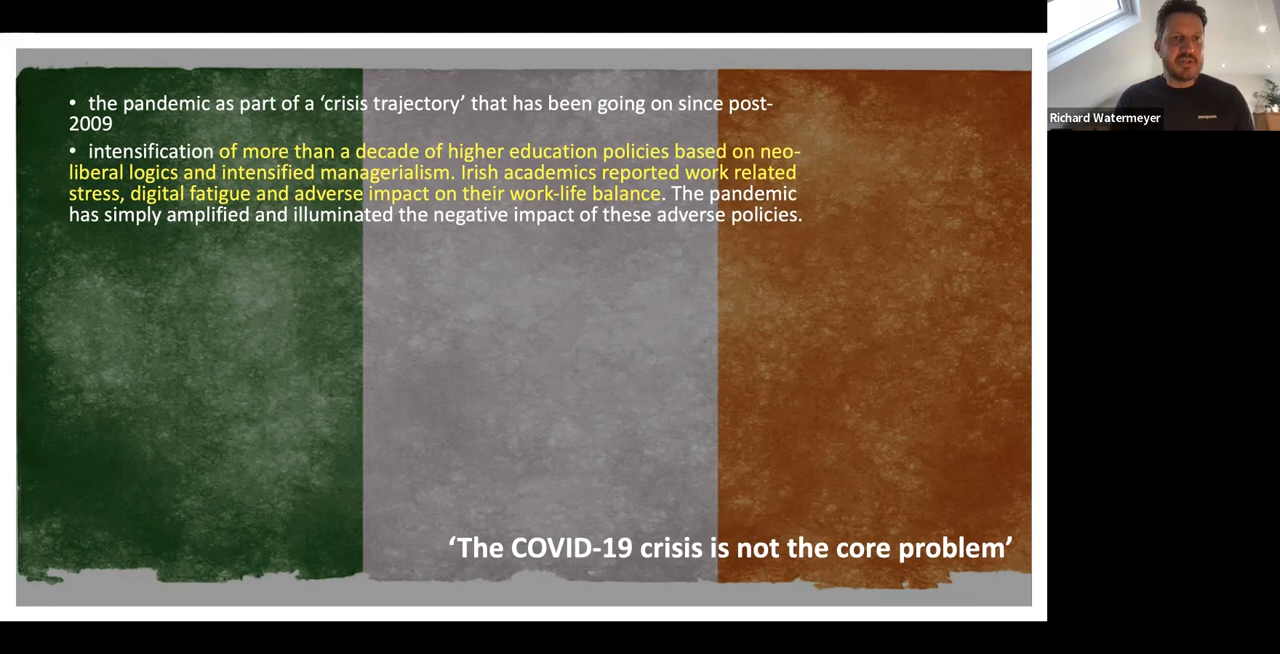 • the pandemic as part of a ‘crisis trajectory’ that has been going on since post-
2009
• intensification of more than a decade of higher education policies based on neo-
liberal logics and intensified managerialism. Irish academics reported work related
stress, digital fatigue and adverse impact on their work-life balance. The pandemic
has simply amplified and illuminated the negative impact of these adverse policies.
‘The COVID-19 crisis is not the core problem’
Richard Watermeyer